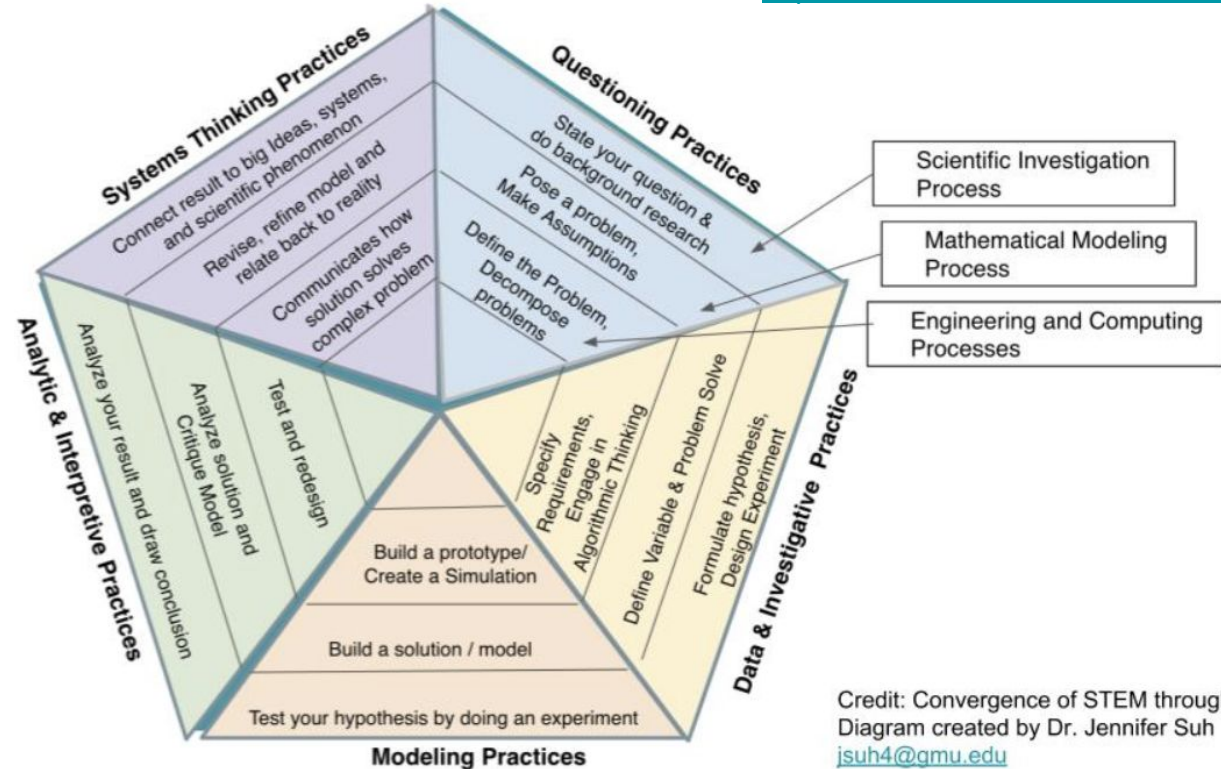 Systems Thinking Practices
Connect result to big Ideas, systems,
and scientific phenomenon
Revise, refine model and
relate back to reality
Communicates how
solution solves
complex problem
Questioning Practices
State your question &
do background research
Pose a problem,
Make Assumptions
Define the Problem,
Decompose
problems
Scientific Investigation
Process
Mathematical Modeling
Process
Engineering and Computing
Processes
Data & Investigative Practices
Specify
Requirements,
Engage in
Algorithmic Thinking
Define Variable & Problem Solve
Formulate hypothesis,
Design Experiment
Analytic & Interpretive Practices
Analyze your result and draw conclusion
Analyze solution and
Critique Model
Test and redesign
Build a prototype/
Create a Simulation
Build a solution / model
Test your hypothesis by doing an experiment
Modeling Practices
Credit: Convergence of STEM throug
Diagram created by Dr. Jennifer Suh
jsuh4@gmu.edu